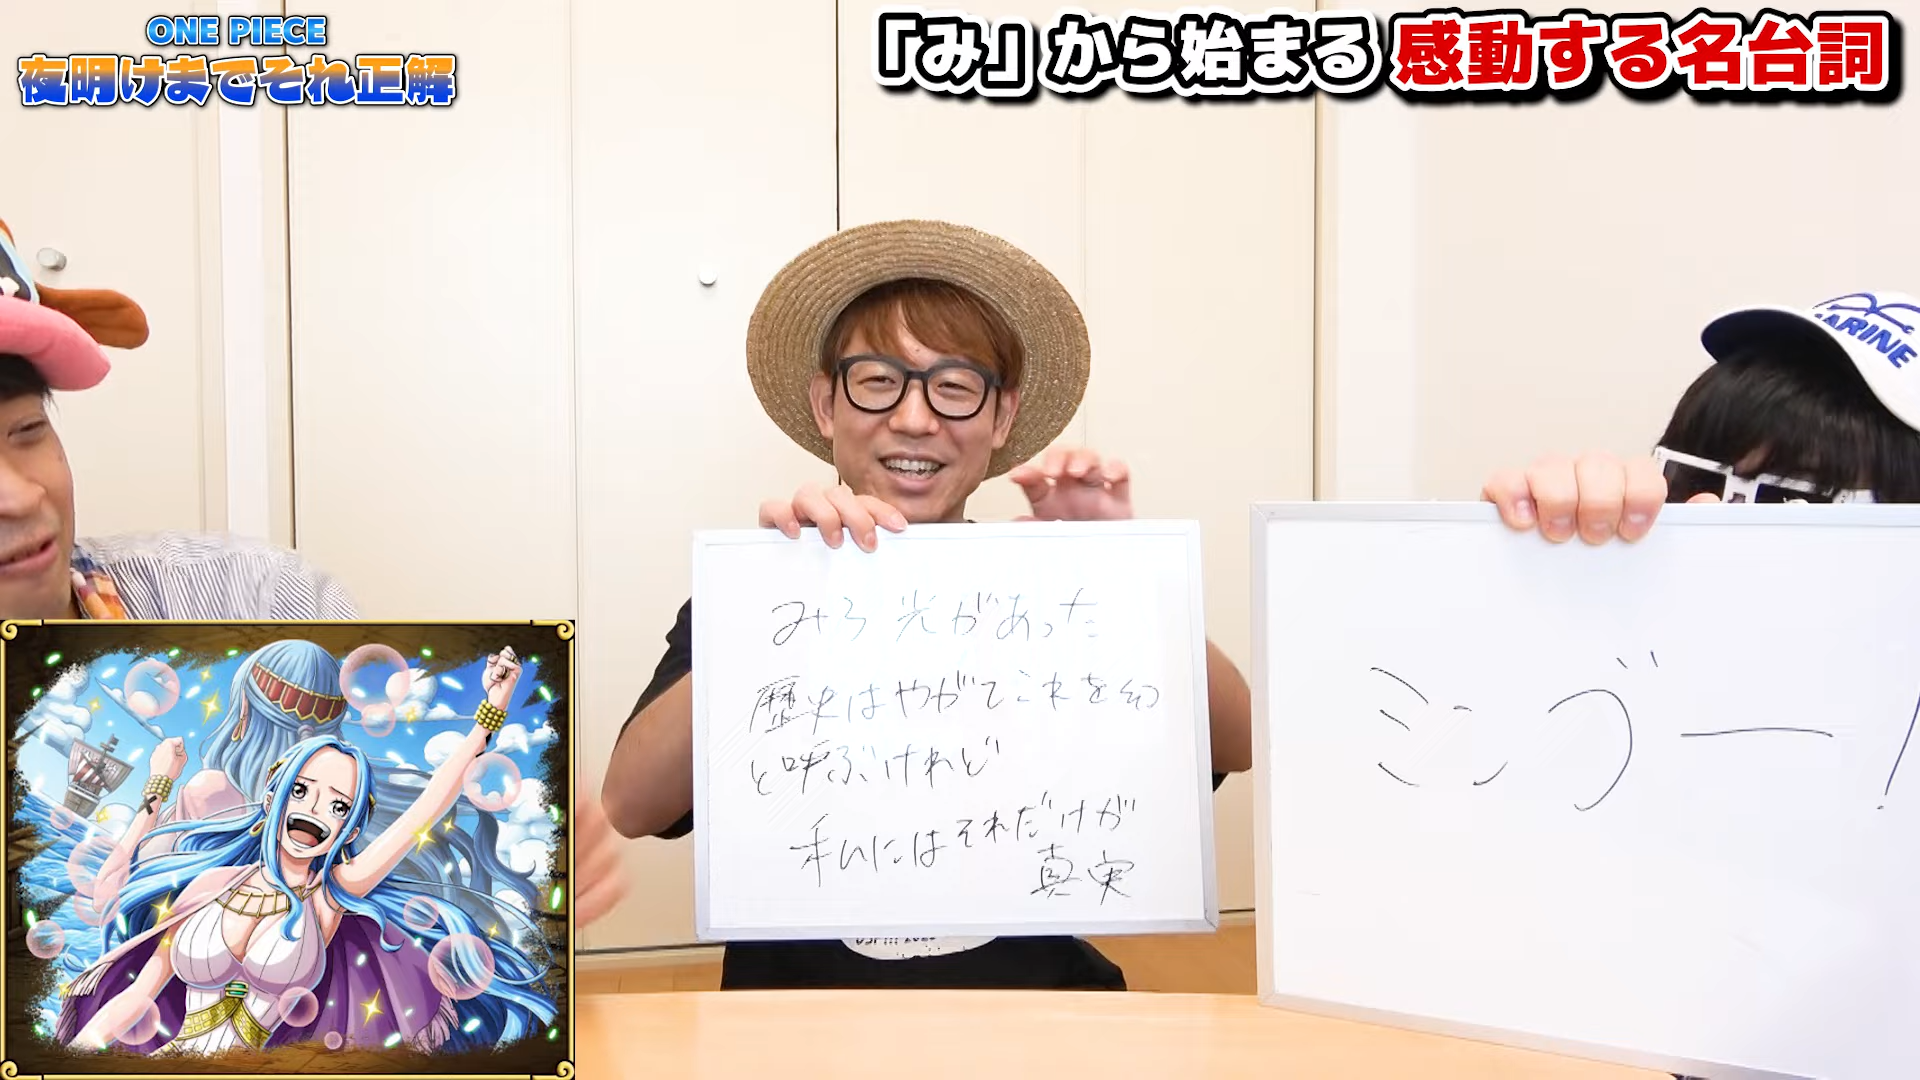 ONE PIECE
夜明けまでそれ正解
「み」から始まる感動する名台詞
MARINE
みろ光があった
歴史はやがてこれを幻
と呼ぶけれど
私にはそれだけが
真実
ミンゴー!